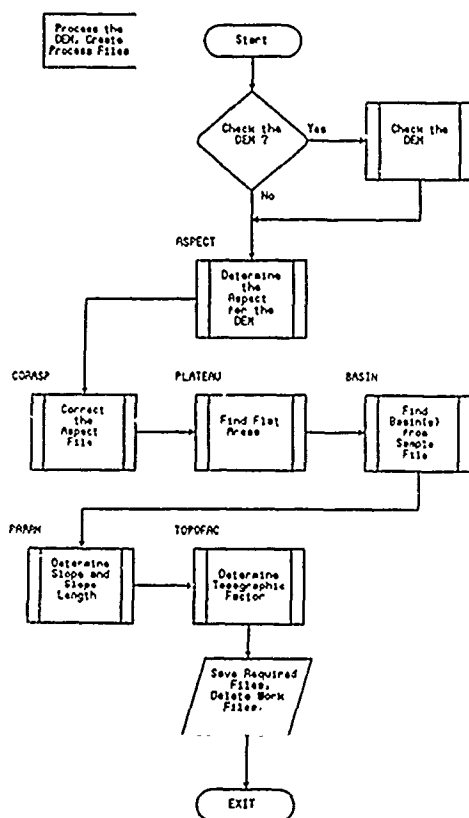 Process the
DEM, Create
Process Files
Start
Check the
DEM ?
Yes
Check the
DEM
No
ASPECT
Determine
the
Aspect
for the
DEM
CORASP
PLATEAU
BASIN
Correct
the
Aspect
File
Find Flat
Areas
Find
Basin(s)
from
Sample
File
PARAM
TOPOFAC
Determine
Slope and
Slope
Length
Determine
Topographic
Factor
Save Required
Files,
Delete Work
Files.
EXIT